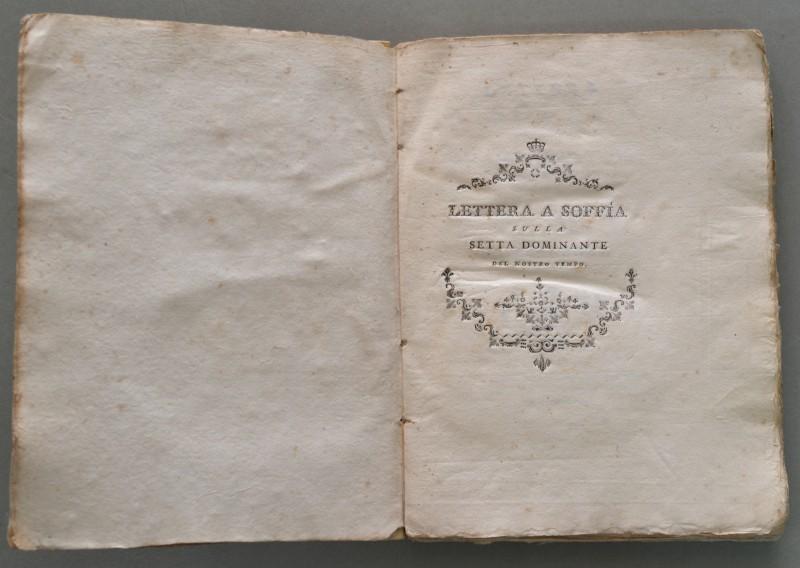 LETTERA A SOFFÍA
SULLA
SETTA DOMINANTE
DEL NOSTRO TEMPO.